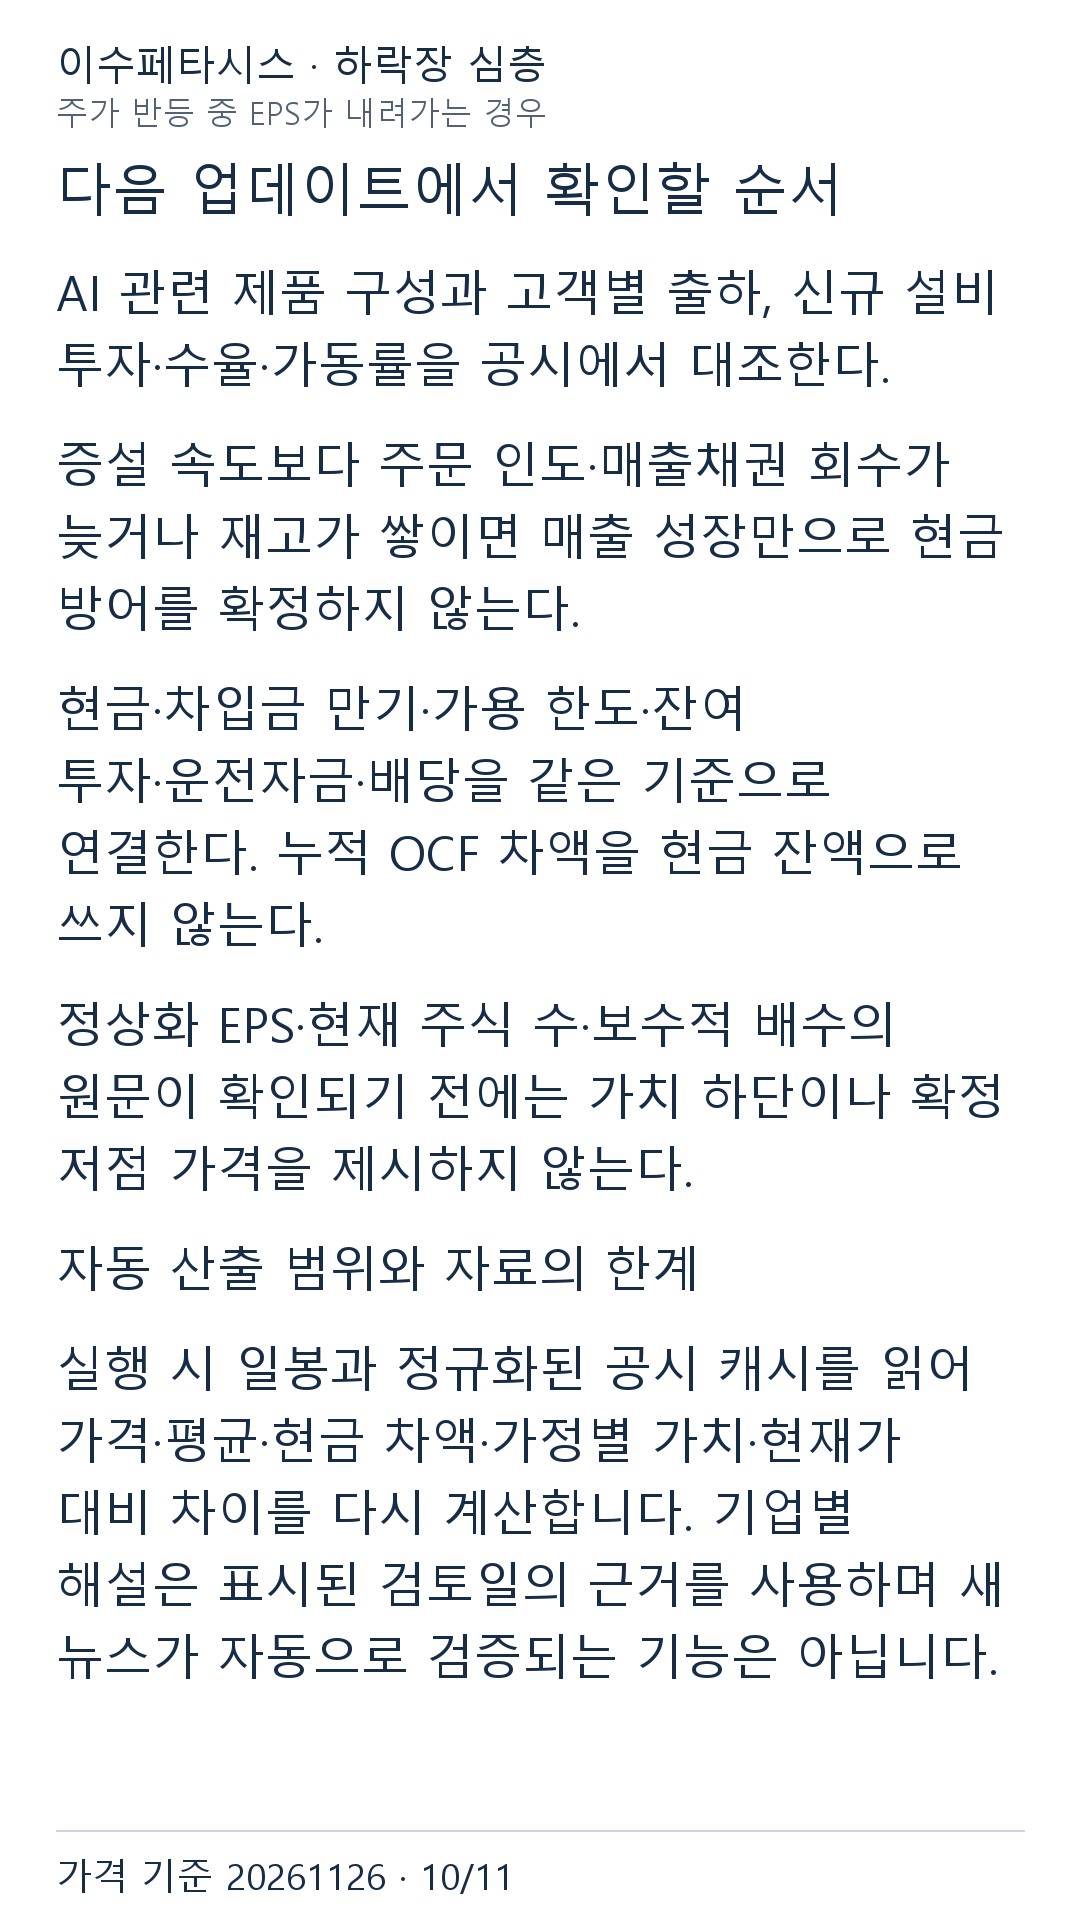 이수페타시스 · 하락장 심층
주가 반등 중 EPS가 내려가는 경우
다음 업데이트에서 확인할 순서
AI 관련 제품 구성과 고객별 출하, 신규 설비
투자·수율·가동률을 공시에서 대조한다.
증설 속도보다 주문 인도·매출채권 회수가
늦거나 재고가 쌓이면 매출 성장만으로 현금
방어를 확정하지 않는다.
현금·차입금 만기·가용 한도·잔여
투자·운전자금·배당을 같은 기준으로
연결한다. 누적 OCF 차액을 현금 잔액으로
쓰지 않는다.
정상화 EPS·현재 주식 수·보수적 배수의
원문이 확인되기 전에는 가치 하단이나 확정
저점 가격을 제시하지 않는다.
자동 산출 범위와 자료의 한계
실행 시 일봉과 정규화된 공시 캐시를 읽어
가격·평균·현금 차액·가정별 가치·현재가
대비 차이를 다시 계산합니다. 기업별
해설은 표시된 검토일의 근거를 사용하며 새
뉴스가 자동으로 검증되는 기능은 아닙니다.
가격 기준 20261126 · 10/11